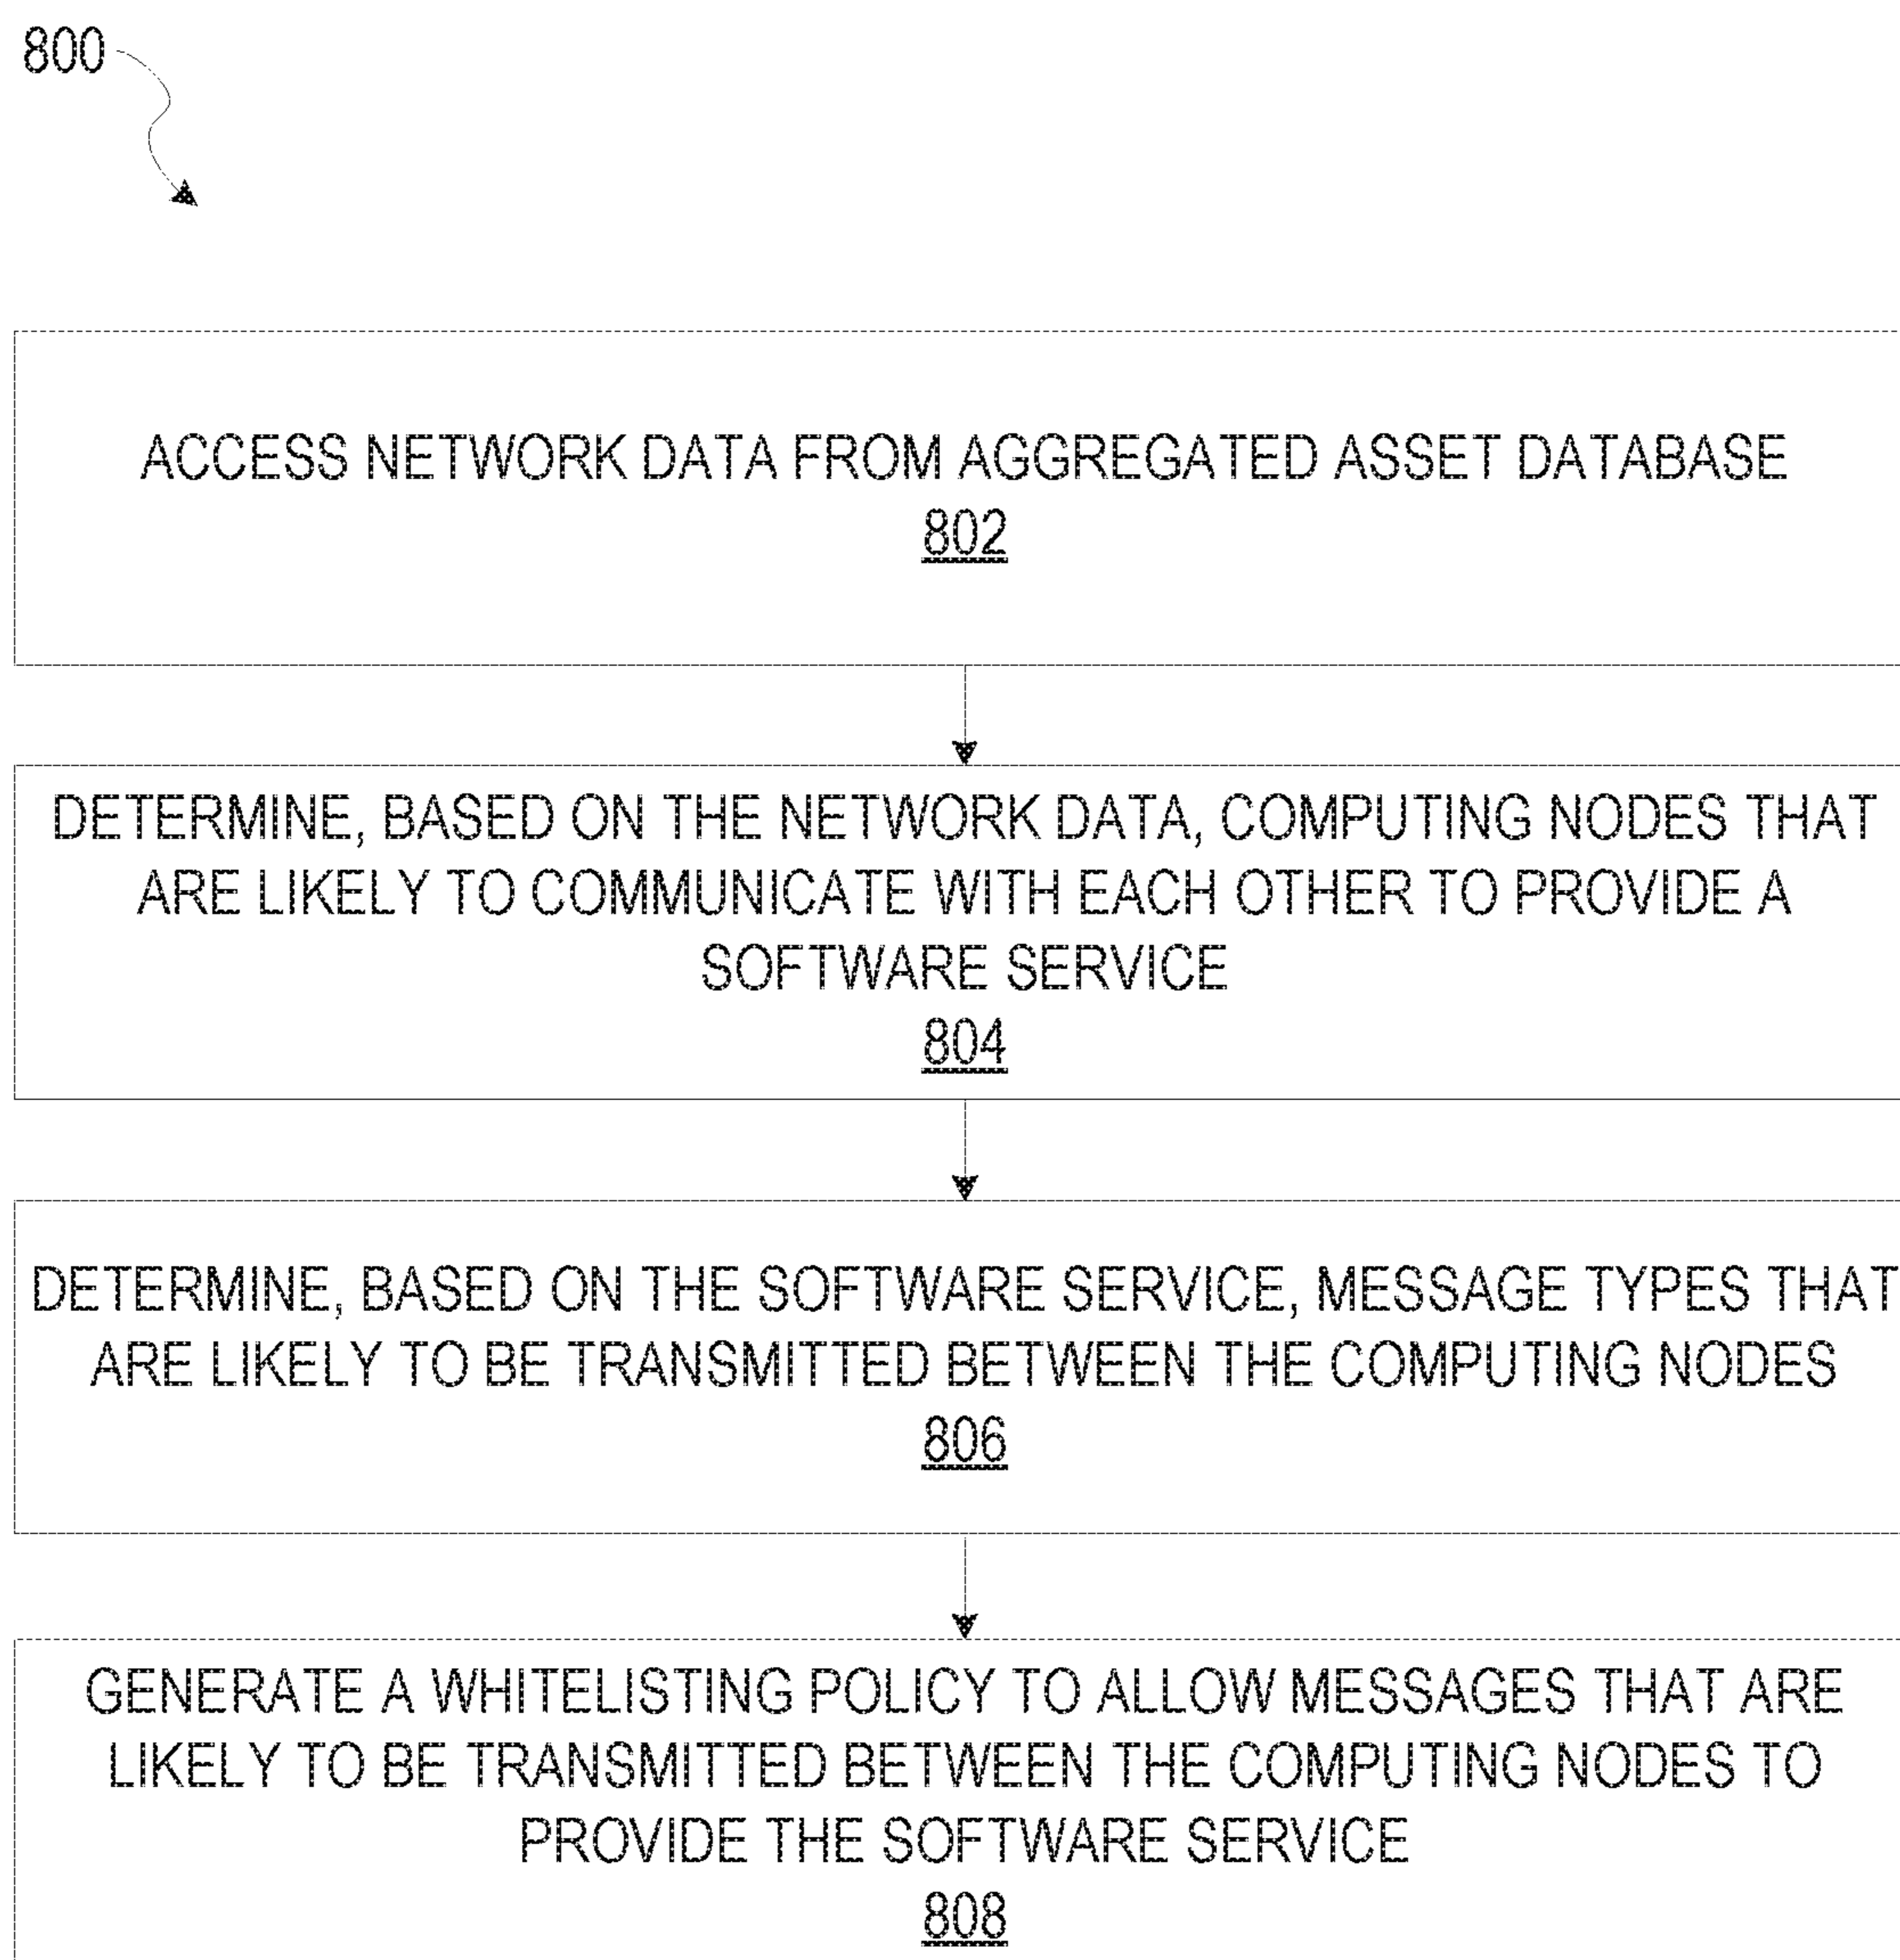 800
ACCESS NETWORK DATA FROM AGGREGATED ASSET DATABASE
802
DETERMINE, BASED ON THE NETWORK DATA, COMPUTING NODES THAT
ARE LIKELY TO COMMUNICATE WITH EACH OTHER TO PROVIDE A
SOFTWARE SERVICE
804
DETERMINE, BASED ON THE SOFTWARE SERVICE, MESSAGE TYPES THAT
ARE LIKELY TO BE TRANSMITTED BETWEEN THE COMPUTING NODES
806
GENERATE A WHITELISTING POLICY TO ALLOW MESSAGES THAT ARE
LIKELY TO BE TRANSMITTED BETWEEN THE COMPUTING NODES TO
PROVIDE THE SOFTWARE SERVICE
808